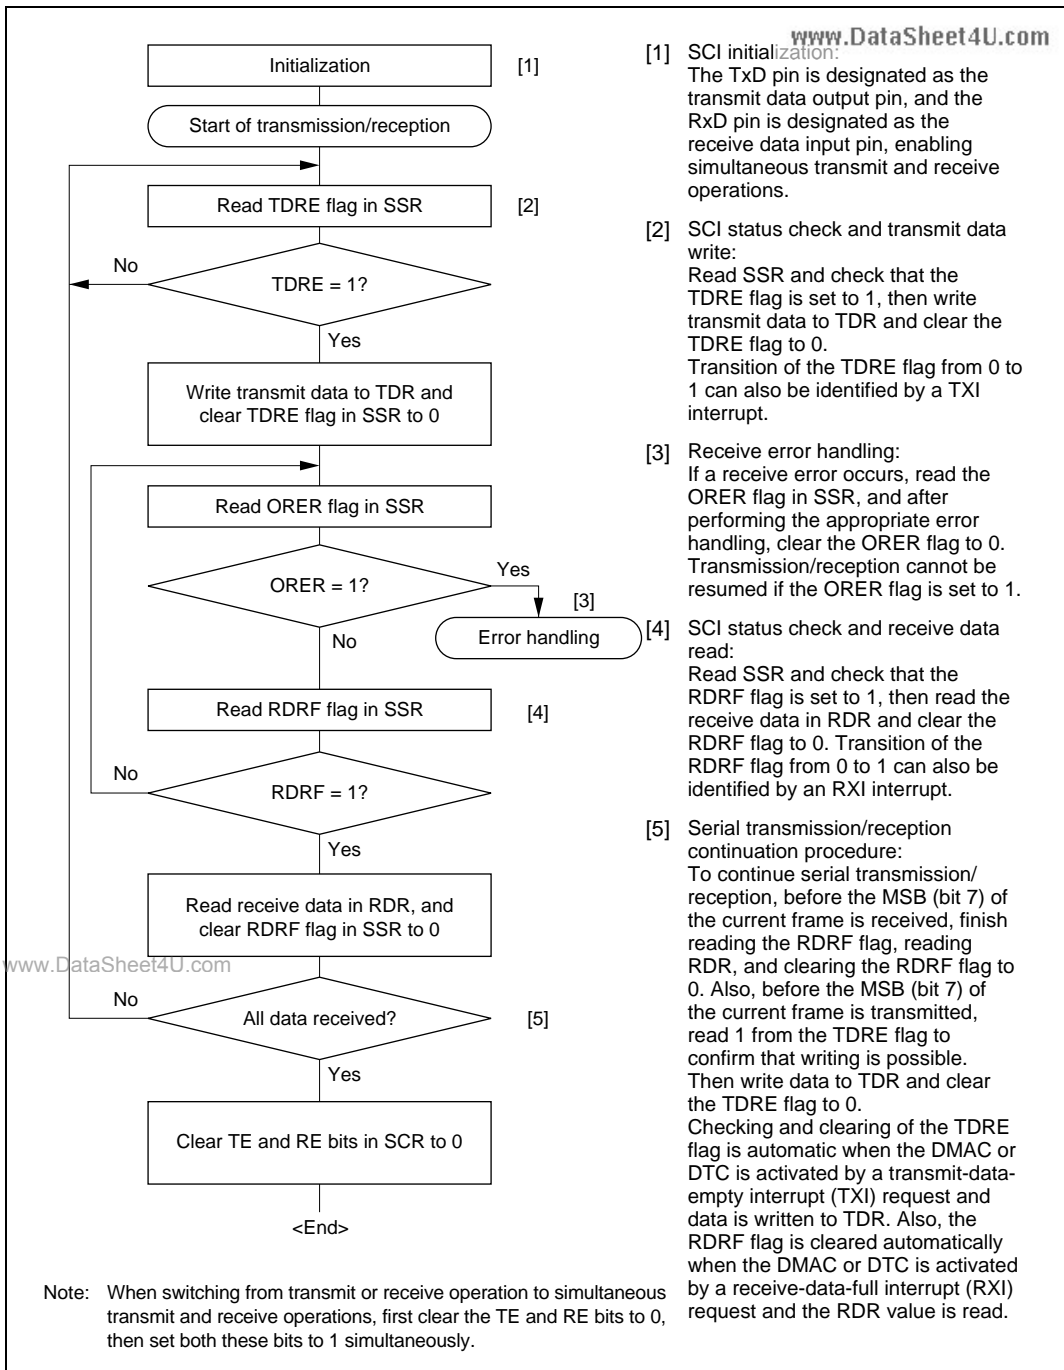 www.DataSheet4U.com
Initialization
[1]
Start of transmission/reception
Read TDRE flag in SSR
[2]
No
TDRE = 1?
Yes
Write transmit data to TDR and
clear TDRE flag in SSR to 0
Read ORER flag in SSR
ORER = 1?
Yes
[3]
Error handling
No
Read RDRF flag in SSR
[4]
No
RDRF = 1?
Yes
Read receive data in RDR, and
clear RDRF flag in SSR to 0
www.DataSheet4U.com
No
All data received?
[5]
Yes
Clear TE and RE bits in SCR to 0
<End>
[1] SCI initialization:
The TxD pin is designated as the
transmit data output pin, and the
RxD pin is designated as the
receive data input pin, enabling
simultaneous transmit and receive
operations.
[2] SCI status check and transmit data
write:
Read SSR and check that the
TDRE flag is set to 1, then write
transmit data to TDR and clear the
TDRE flag to 0.
Transition of the TDRE flag from 0 to
1 can also be identified by a TXI
interrupt.
[3] Receive error handling:
If a receive error occurs, read the
ORER flag in SSR, and after
performing the appropriate error
handling, clear the ORER flag to 0.
Transmission/reception cannot be
resumed if the ORER flag is set to 1.
[4] SCI status check and receive data
read:
Read SSR and check that the
RDRF flag is set to 1, then read the
receive data in RDR and clear the
RDRF flag to 0. Transition of the
RDRF flag from 0 to 1 can also be
identified by an RXI interrupt.
[5] Serial transmission/reception
continuation procedure:
To continue serial transmission/
reception, before the MSB (bit 7) of
the current frame is received, finish
reading the RDRF flag, reading
RDR, and clearing the RDRF flag to
0. Also, before the MSB (bit 7) of
the current frame is transmitted,
read 1 from the TDRE flag to
confirm that writing is possible.
Then write data to TDR and clear
the TDRE flag to 0.
Checking and clearing of the TDRE
flag is automatic when the DMAC or
DTC is activated by a transmit-data-
empty interrupt (TXI) request and
data is written to TDR. Also, the
RDRF flag is cleared automatically
when the DMAC or DTC is activated
by a receive-data-full interrupt (RXI)
request and the RDR value is read.
Note: When switching from transmit or receive operation to simultaneous
transmit and receive operations, first clear the TE and RE bits to 0,
then set both these bits to 1 simultaneously.